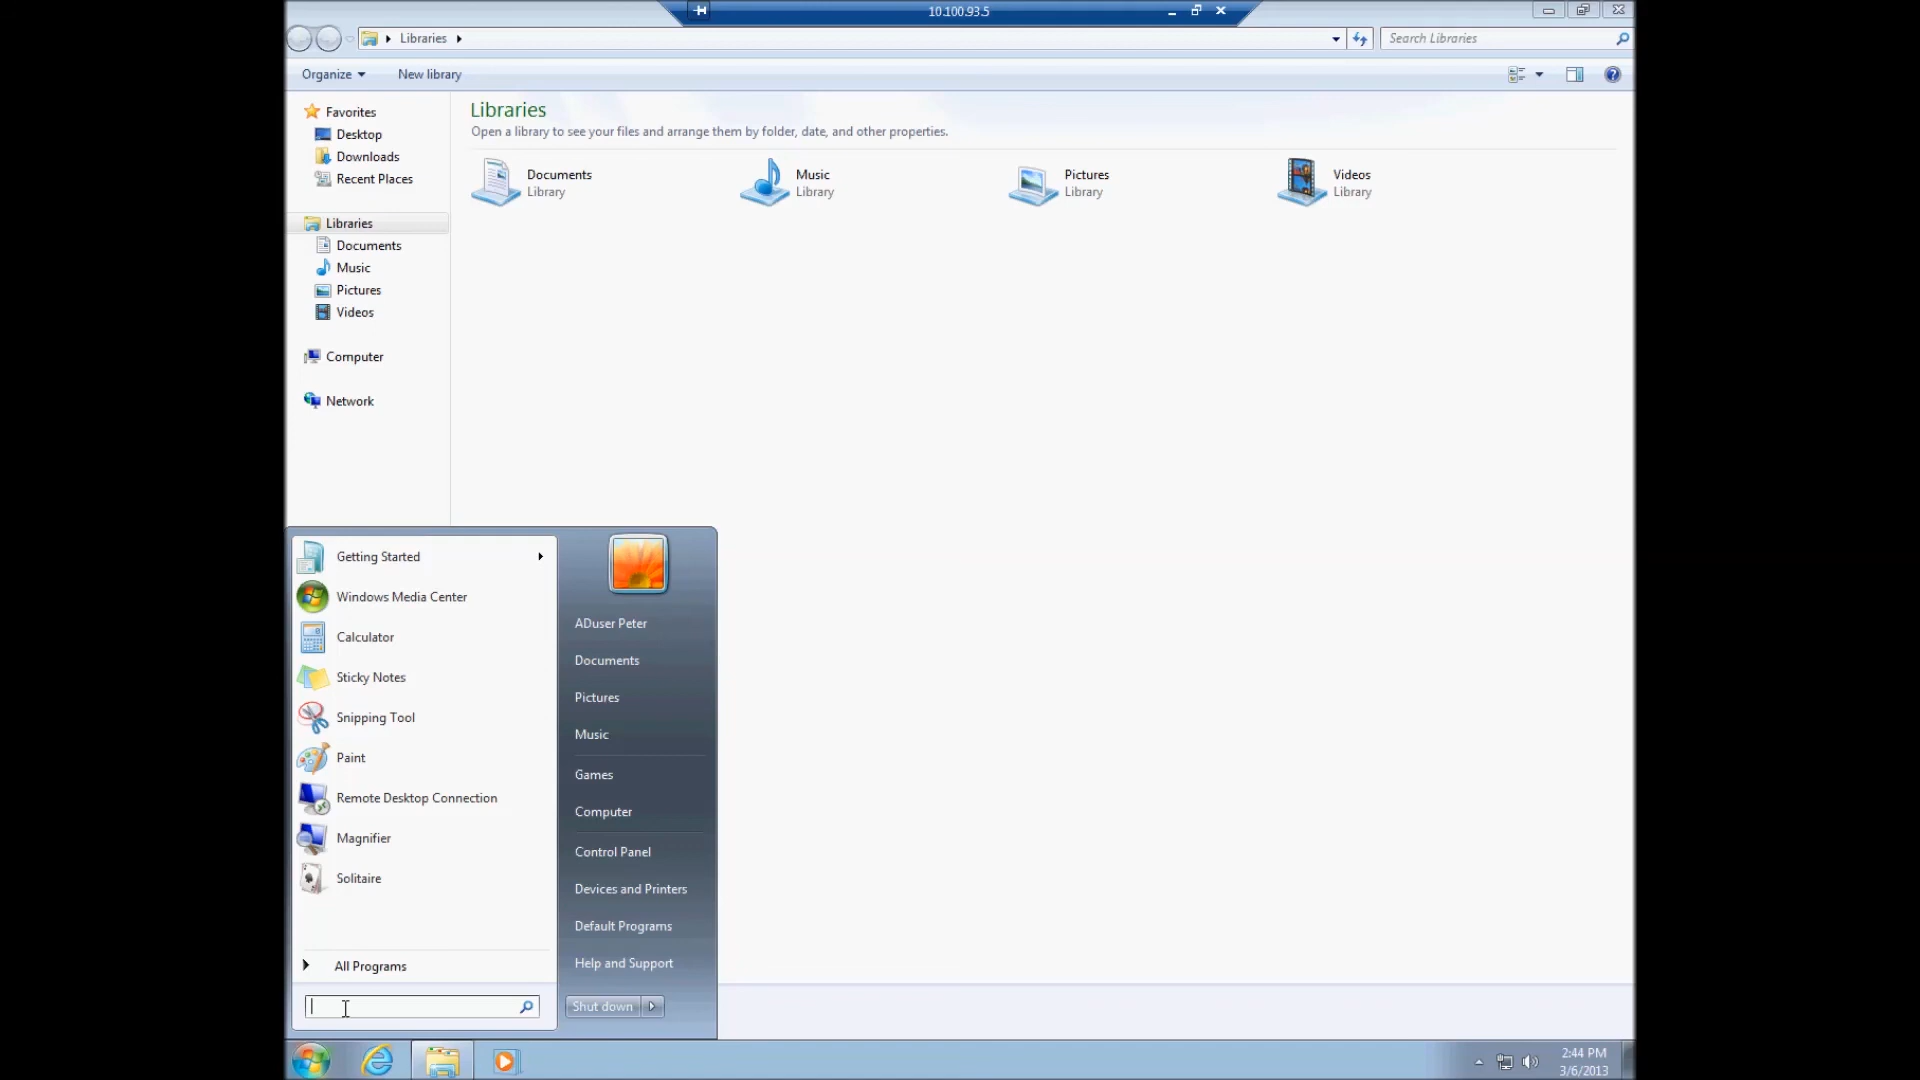 10.100.93.5
Libraries
Search Libraries
Organize
New library
Favorites
Desktop
Downloads
Recent Places
Libraries
Documents
Music
Pictures
Videos
Computer
Network
Libraries
Open a library to see your files and arrange them by folder, date, and other properties.
Documents
Library
Music
Library
Pictures
Library
Videos
Library
Getting Started
Windows Media Center
Calculator
Sticky Notes
Snipping Tool
Paint
Remote Desktop Connection
Magnifier
Solitaire
All Programs
ADuser Peter
Documents
Pictures
Music
Games
Computer
Control Panel
Devices and Printers
Default Programs
Help and Support
Shut down
2:44 PM
3/6/2013